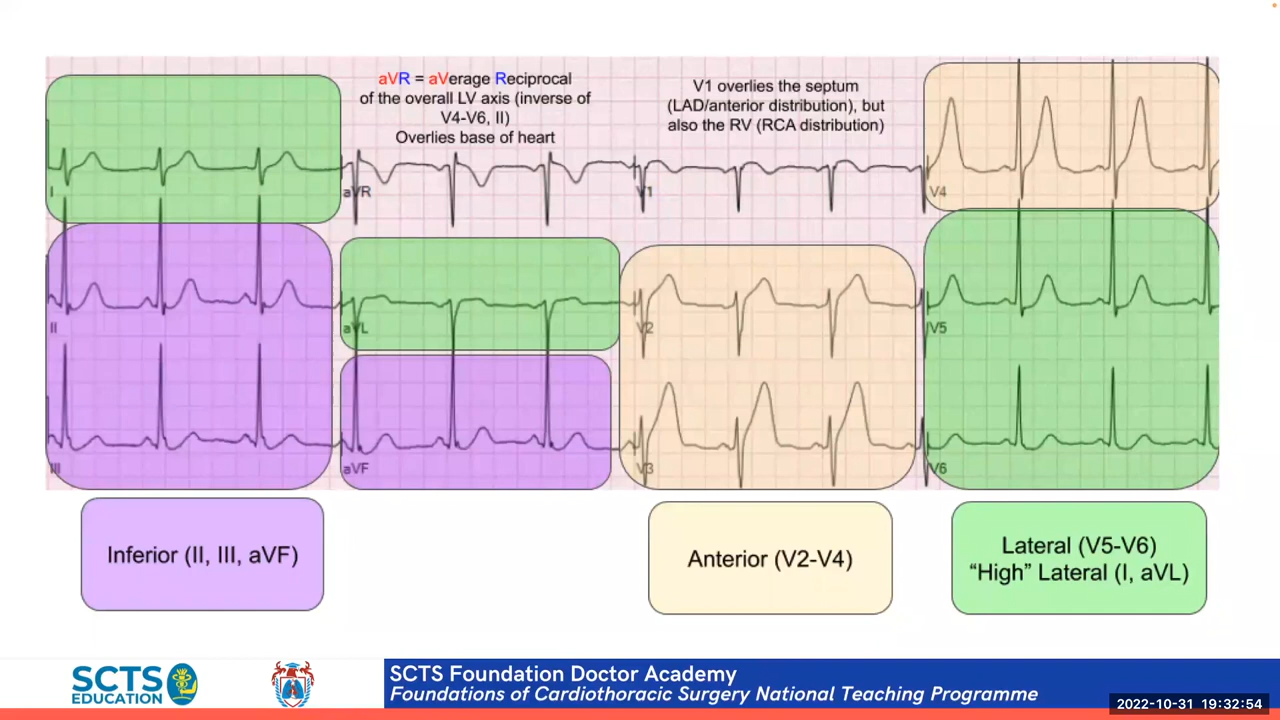 aVR = aVerage Reciprocal
of the overall LV axis (inverse of
V4-V6, II)
Overlies base of heart
V1 overlies the septum
(LAD/anterior distribution), but
also the RV (RCA distribution)
I
aVR
V1
V4
II
aVL
V2
V5
III
aVF
V3
V6
Inferior (II, III, aVF)
Anterior (V2-V4)
Lateral (V5-V6)
“High” Lateral (I, aVL)
SCTS
EDUCATION
SCTS Foundation Doctor Academy
Foundations of Cardiothoracic Surgery National Teaching Programme
2022-10-31 19:32:54